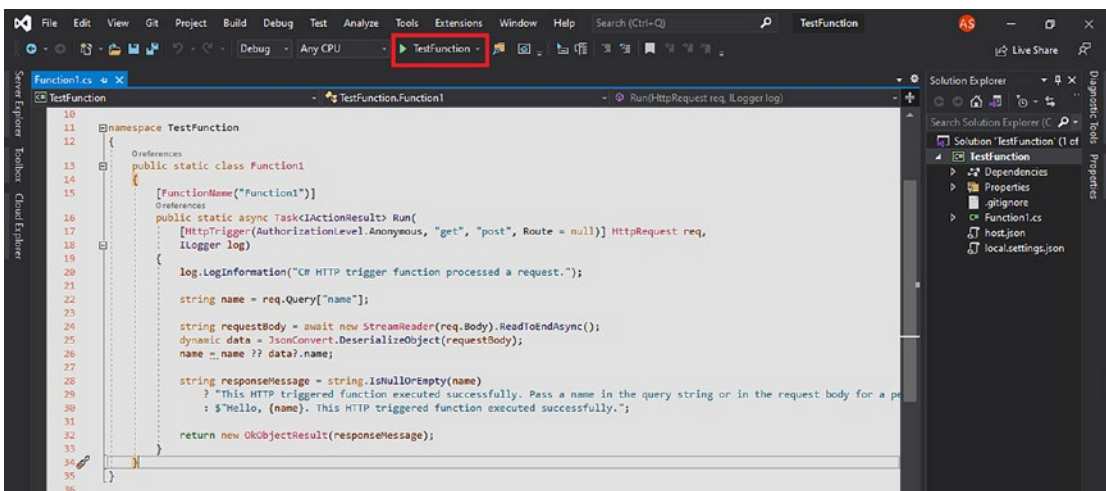 File Edit View Git Project Build Debug Test Analyze Tools Extensions Window Help Search (Ctrl+Q) TestFunction AS
Debug Any CPU TestFunction Live Share
Server Explorer
Toolbox
Cloud Explorer
Function1.cs
TestFunction TestFunction.Function1 Run(HttpRequest req, ILogger log)
10
11 namespace TestFunction
12 {
0 references
13 public static class Function1
14 {
15 [FunctionName("Function1")]
0 references
16 public static async Task<IActionResult> Run(
17 [HttpTrigger(AuthorizationLevel.Anonymous, "get", "post", Route = null)] HttpRequest req,
18 ILogger log)
19 {
20 log.LogInformation("C# HTTP trigger function processed a request.");
21
22 string name = req.Query["name"];
23
24 string requestBody = await new StreamReader(req.Body).ReadToEndAsync();
25 dynamic data = JsonConvert.DeserializeObject(requestBody);
26 name = name ?? data?.name;
27
28 string responseMessage = string.IsNullOrEmpty(name)
29 ? "This HTTP triggered function executed successfully. Pass a name in the query string or in the request body for a pe
30 : $"Hello, {name}. This HTTP triggered function executed successfully.";
31
32 return new OkObjectResult(responseMessage);
33 }
34 }
35 }
36
Solution Explorer
Search Solution Explorer (C
Solution 'TestFunction' (1 of
C# TestFunction
Dependencies
Properties
.gitignore
C# Function1.cs
host.json
local.settings.json
Diagnostic Tools
Properties